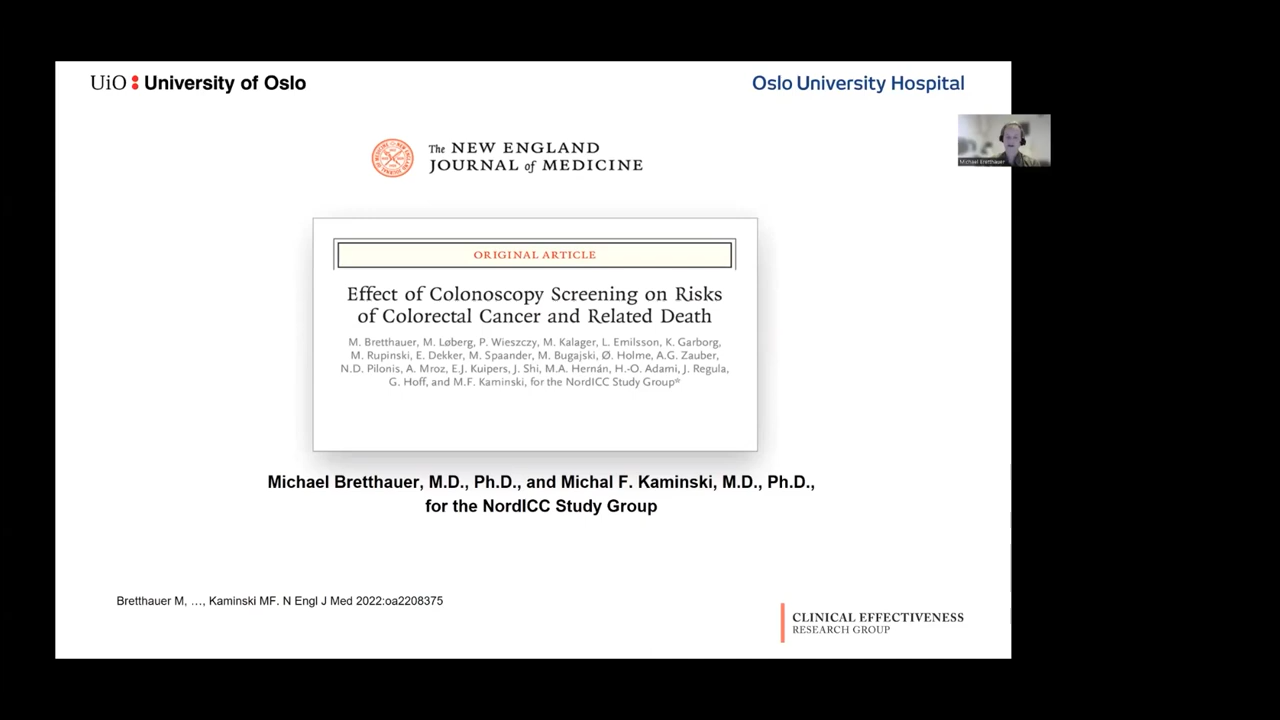 UiO : University of Oslo
Oslo University Hospital
The NEW ENGLAND
JOURNAL of MEDICINE
Michael Bretthauer
ORIGINAL ARTICLE
Effect of Colonoscopy Screening on Risks
of Colorectal Cancer and Related Death
M. Bretthauer, M. Løberg, P. Wieszczy, M. Kalager, L. Emilsson, K. Garborg,
M. Rupinski, E. Dekker, M. Spaander, M. Bugajski, Ø. Holme, A.G. Zauber,
N.D. Pilonis, A. Mroz, E.J. Kuipers, J. Shi, M.A. Hernán, H.-O. Adami, J. Regula,
G. Hoff, and M.F. Kaminski, for the NordICC Study Group*
Michael Bretthauer, M.D., Ph.D., and Michal F. Kaminski, M.D., Ph.D.,
for the NordICC Study Group
Bretthauer M, …, Kaminski MF. N Engl J Med 2022:oa2208375
CLINICAL EFFECTIVENESS
RESEARCH GROUP